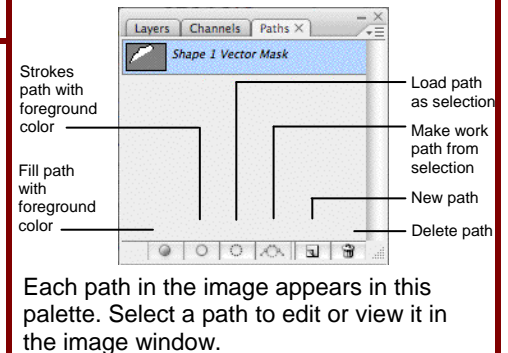 Layers Channels Paths ×
Shape 1 Vector Mask
Strokes
path with
foreground
color
Fill path
with
foreground
color
Load path
as selection
Make work
path from
selection
New path
Delete path
Each path in the image appears in this
palette. Select a path to edit or view it in
the image window.